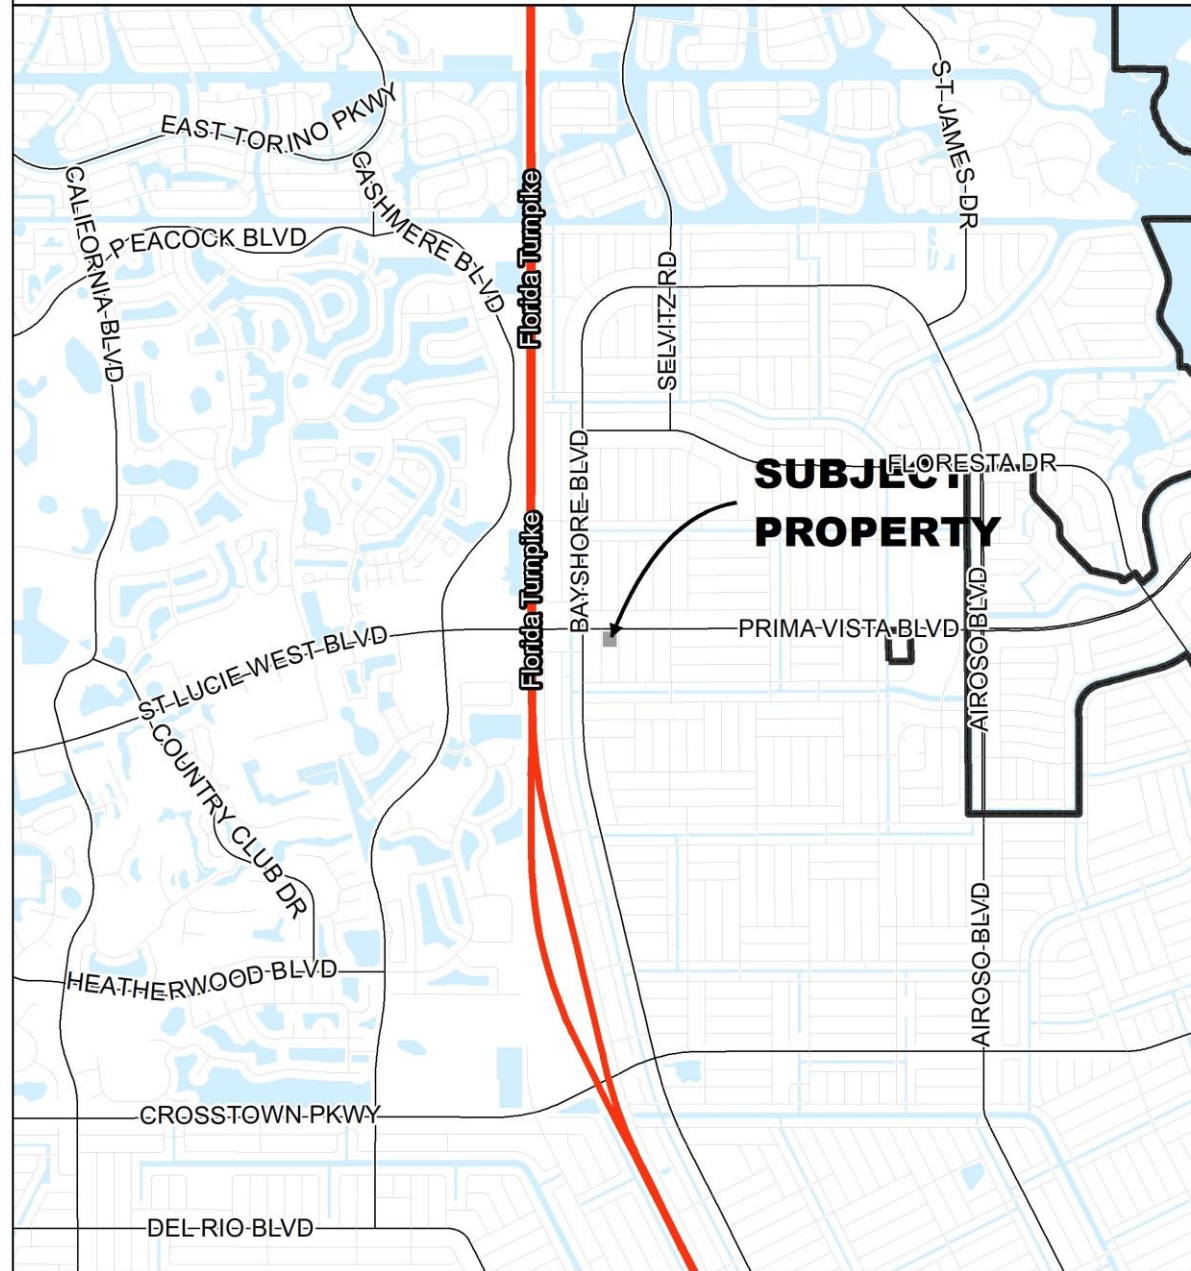 EAST TORINO PKWY
ST JAMES DR
CALIFORNIA BLVD
CASHMERE BLVD
PEACOCK BLVD
Florida Turnpike
SELVITZ RD
BAYSHORE BLVD
FLORESTA DR
SUBJECT
PROPERTY
Florida Turnpike
AIROSO BLVD
PRIMA VISTA BLVD
ST LUCIE WEST BLVD
COUNTRY CLUB DR
AIROSO BLVD
HEATHERWOOD BLVD
CROSSTOWN PKWY
DEL RIO BLVD